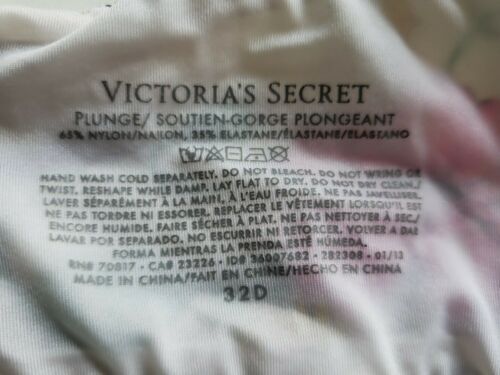 VICTORIA'S SECRET
PLUNGE/ SOUTIEN-GORGE PLONGEANT
65% NYLON/NAILON, 35% ELASTANE/ÉLASTANE/ELASTANO
HAND WASH COLD SEPARATELY. DO NOT BLEACH. DO NOT WRING OR
TWIST. RESHAPE WHILE DAMP. LAY FLAT TO DRY. DO NOT DRY CLEAN./
LAVER SÉPARÉMENT À LA MAIN, À L'EAU FROIDE. NE PAS JAVELLISER.
NE PAS TORDRE NI ESSORER. REPLACER LE VÊTEMENT LORSQU'IL EST
ENCORE HUMIDE. FAIRE SÉCHER À PLAT. NE PAS NETTOYER À SEC/
LAVAR POR SEPARADO. NO ESCURRIR NI RETORCER. VOLVER A DAR
FORMA MIENTRAS LA PRENDA ESTÉ HÚMEDA.
RN# 70817 · CA# 23226 · ID# 36007682 · 282308 · 01/13
MADE IN CHINA/FAIT EN CHINE/HECHO EN CHINA
32D